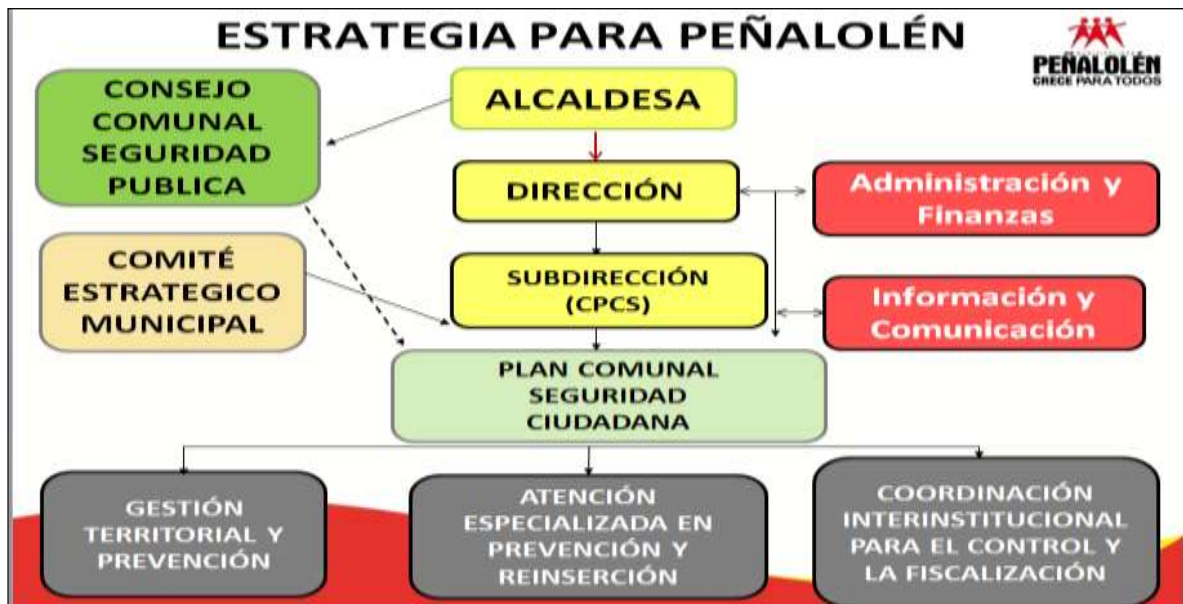 ESTRATEGIA PARA PEÑALOLÉN
PEÑALOLÉN
CRECE PARA TODOS
CONSEJO
COMUNAL
SEGURIDAD
PUBLICA
ALCALDESA
DIRECCIÓN
Administración y
Finanzas
COMITÉ
ESTRATEGICO
MUNICIPAL
SUBDIRECCIÓN
(CPCS)
Información y
Comunicación
PLAN COMUNAL
SEGURIDAD
CIUDADANA
GESTIÓN
TERRITORIAL Y
PREVENCIÓN
ATENCIÓN
ESPECIALIZADA EN
PREVENCIÓN Y
REINSERCIÓN
COORDINACIÓN
INTERINSTITUCIONAL
PARA EL CONTROL Y
LA FISCALIZACIÓN